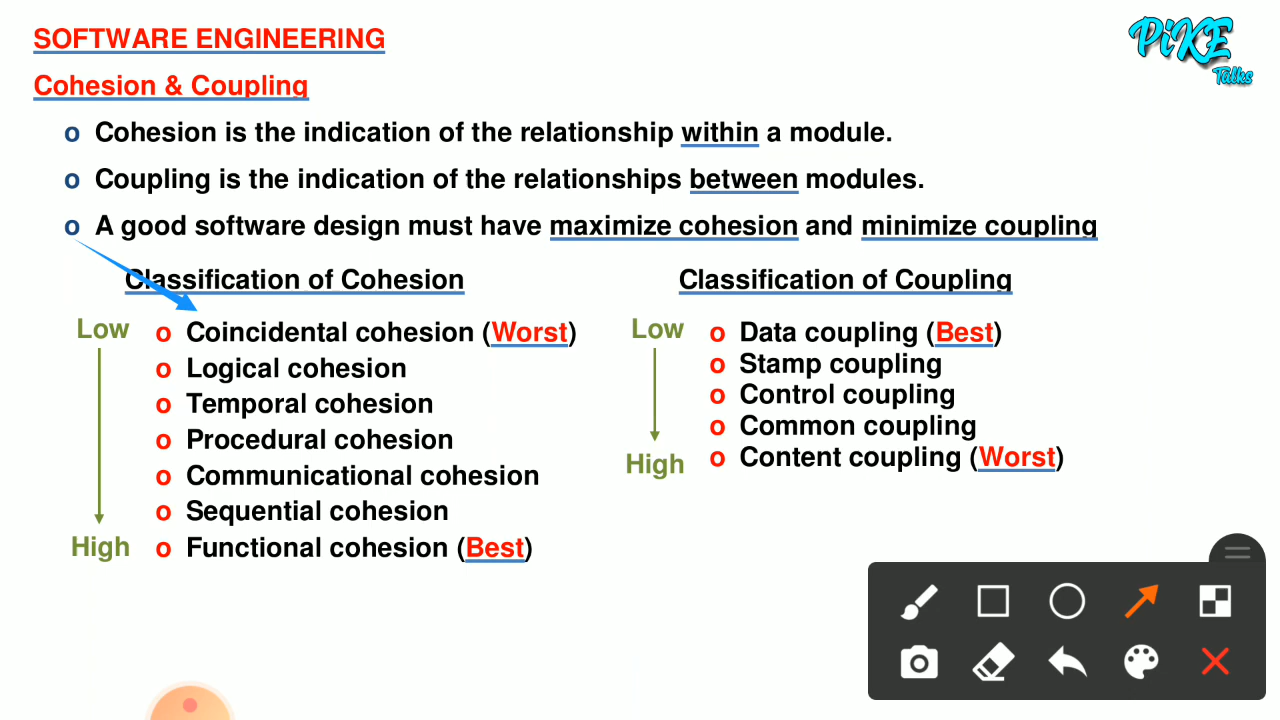 SOFTWARE ENGINEERING
PiKE
Talks
Cohesion & Coupling
o Cohesion is the indication of the relationship within a module.
o Coupling is the indication of the relationships between modules.
o A good software design must have maximize cohesion and minimize coupling
Classification of Cohesion
Low
o Coincidental cohesion (Worst)
o Logical cohesion
o Temporal cohesion
o Procedural cohesion
o Communicational cohesion
o Sequential cohesion
High
o Functional cohesion (Best)
Classification of Coupling
Low
o Data coupling (Best)
o Stamp coupling
o Control coupling
o Common coupling
High
o Content coupling (Worst)